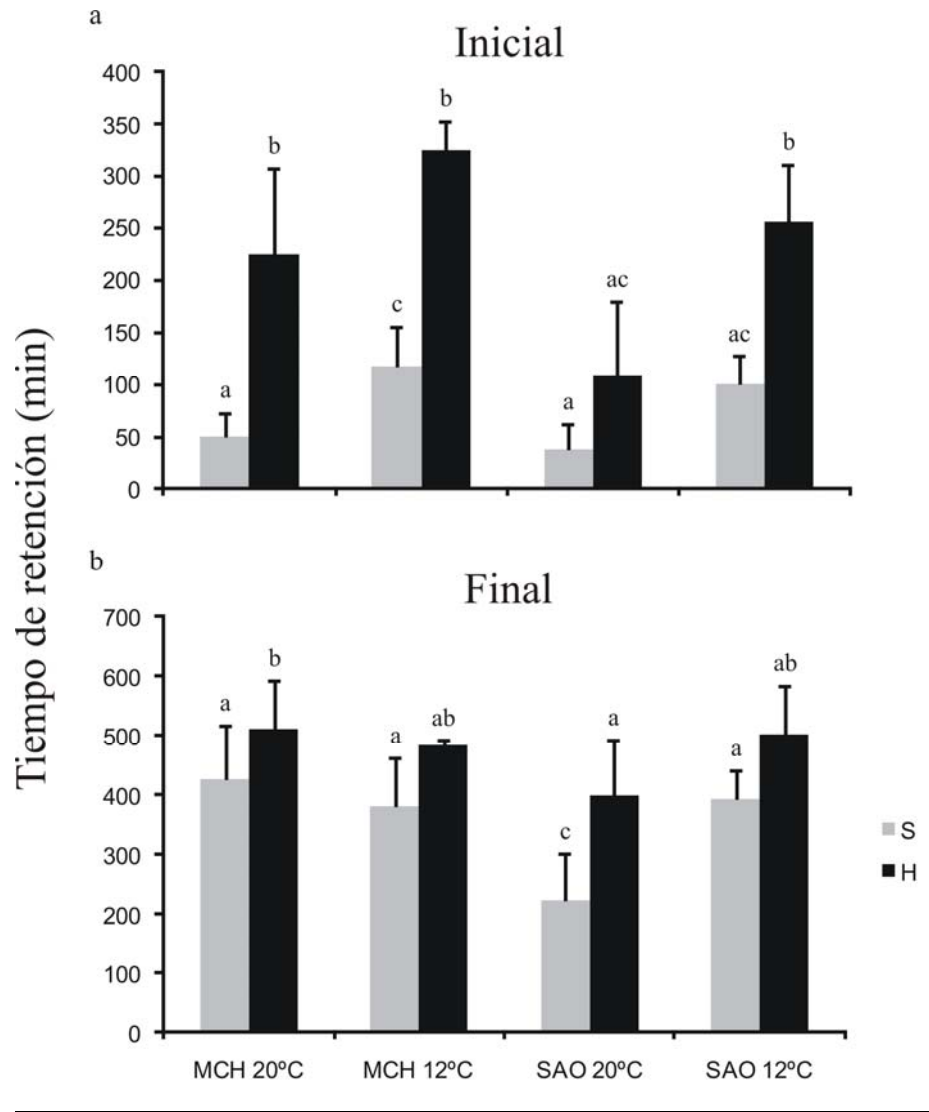 a
Inicial
400
350
300
250
200
150
100
50
0
b
b
b
c
ac
ac
a
a
Tiempo de retención (min)
b
Final
700
600
500
400
300
200
100
0
a
b
a
ab
c
a
a
ab
S
H
MCH 20ºC MCH 12ºC SAO 20ºC SAO 12ºC